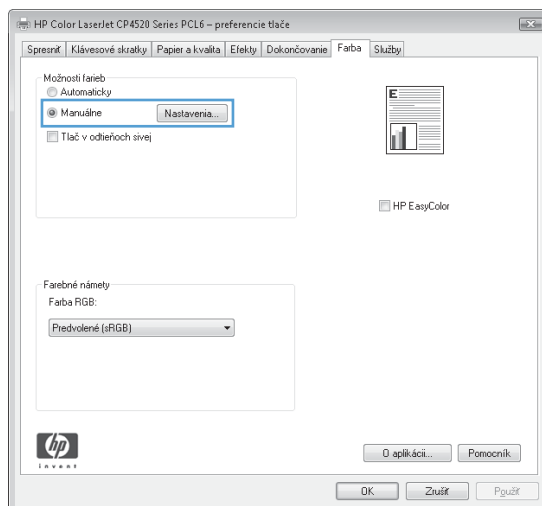 HP Color LaserJet CP4520 Series PCL6 – preferencie tlače
Spresniť Klávesové skratky Papier a kvalita Efekty Dokončovanie Farba Služby
Možnosti farieb
Automaticky
Manuálne Nastavenia...
Tlač v odtieňoch sivej
E
HP EasyColor
Farebné námety
Farba RGB:
Predvolené (sRGB)
hp
invent
O aplikácii... Pomocník
OK Zrušiť Použiť